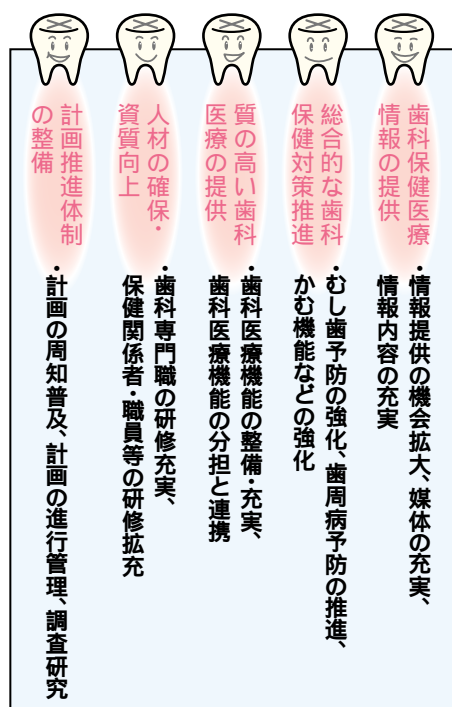 歯科保健医療
情報の提供
・情報提供の機会拡大、媒体の充実、
情報内容の充実
総合的な歯科
保健対策推進
・むし歯予防の強化、歯周病予防の推進、
かむ機能などの強化
質の高い歯科
医療の提供
・歯科医療機能の整備・充実、
歯科医療機能の分担と連携
人材の確保・
資質向上
・歯科専門職の研修充実、
保健関係者・職員等の研修拡充
計画推進体制
の整備
・計画の周知普及、計画の進行管理、調査研究